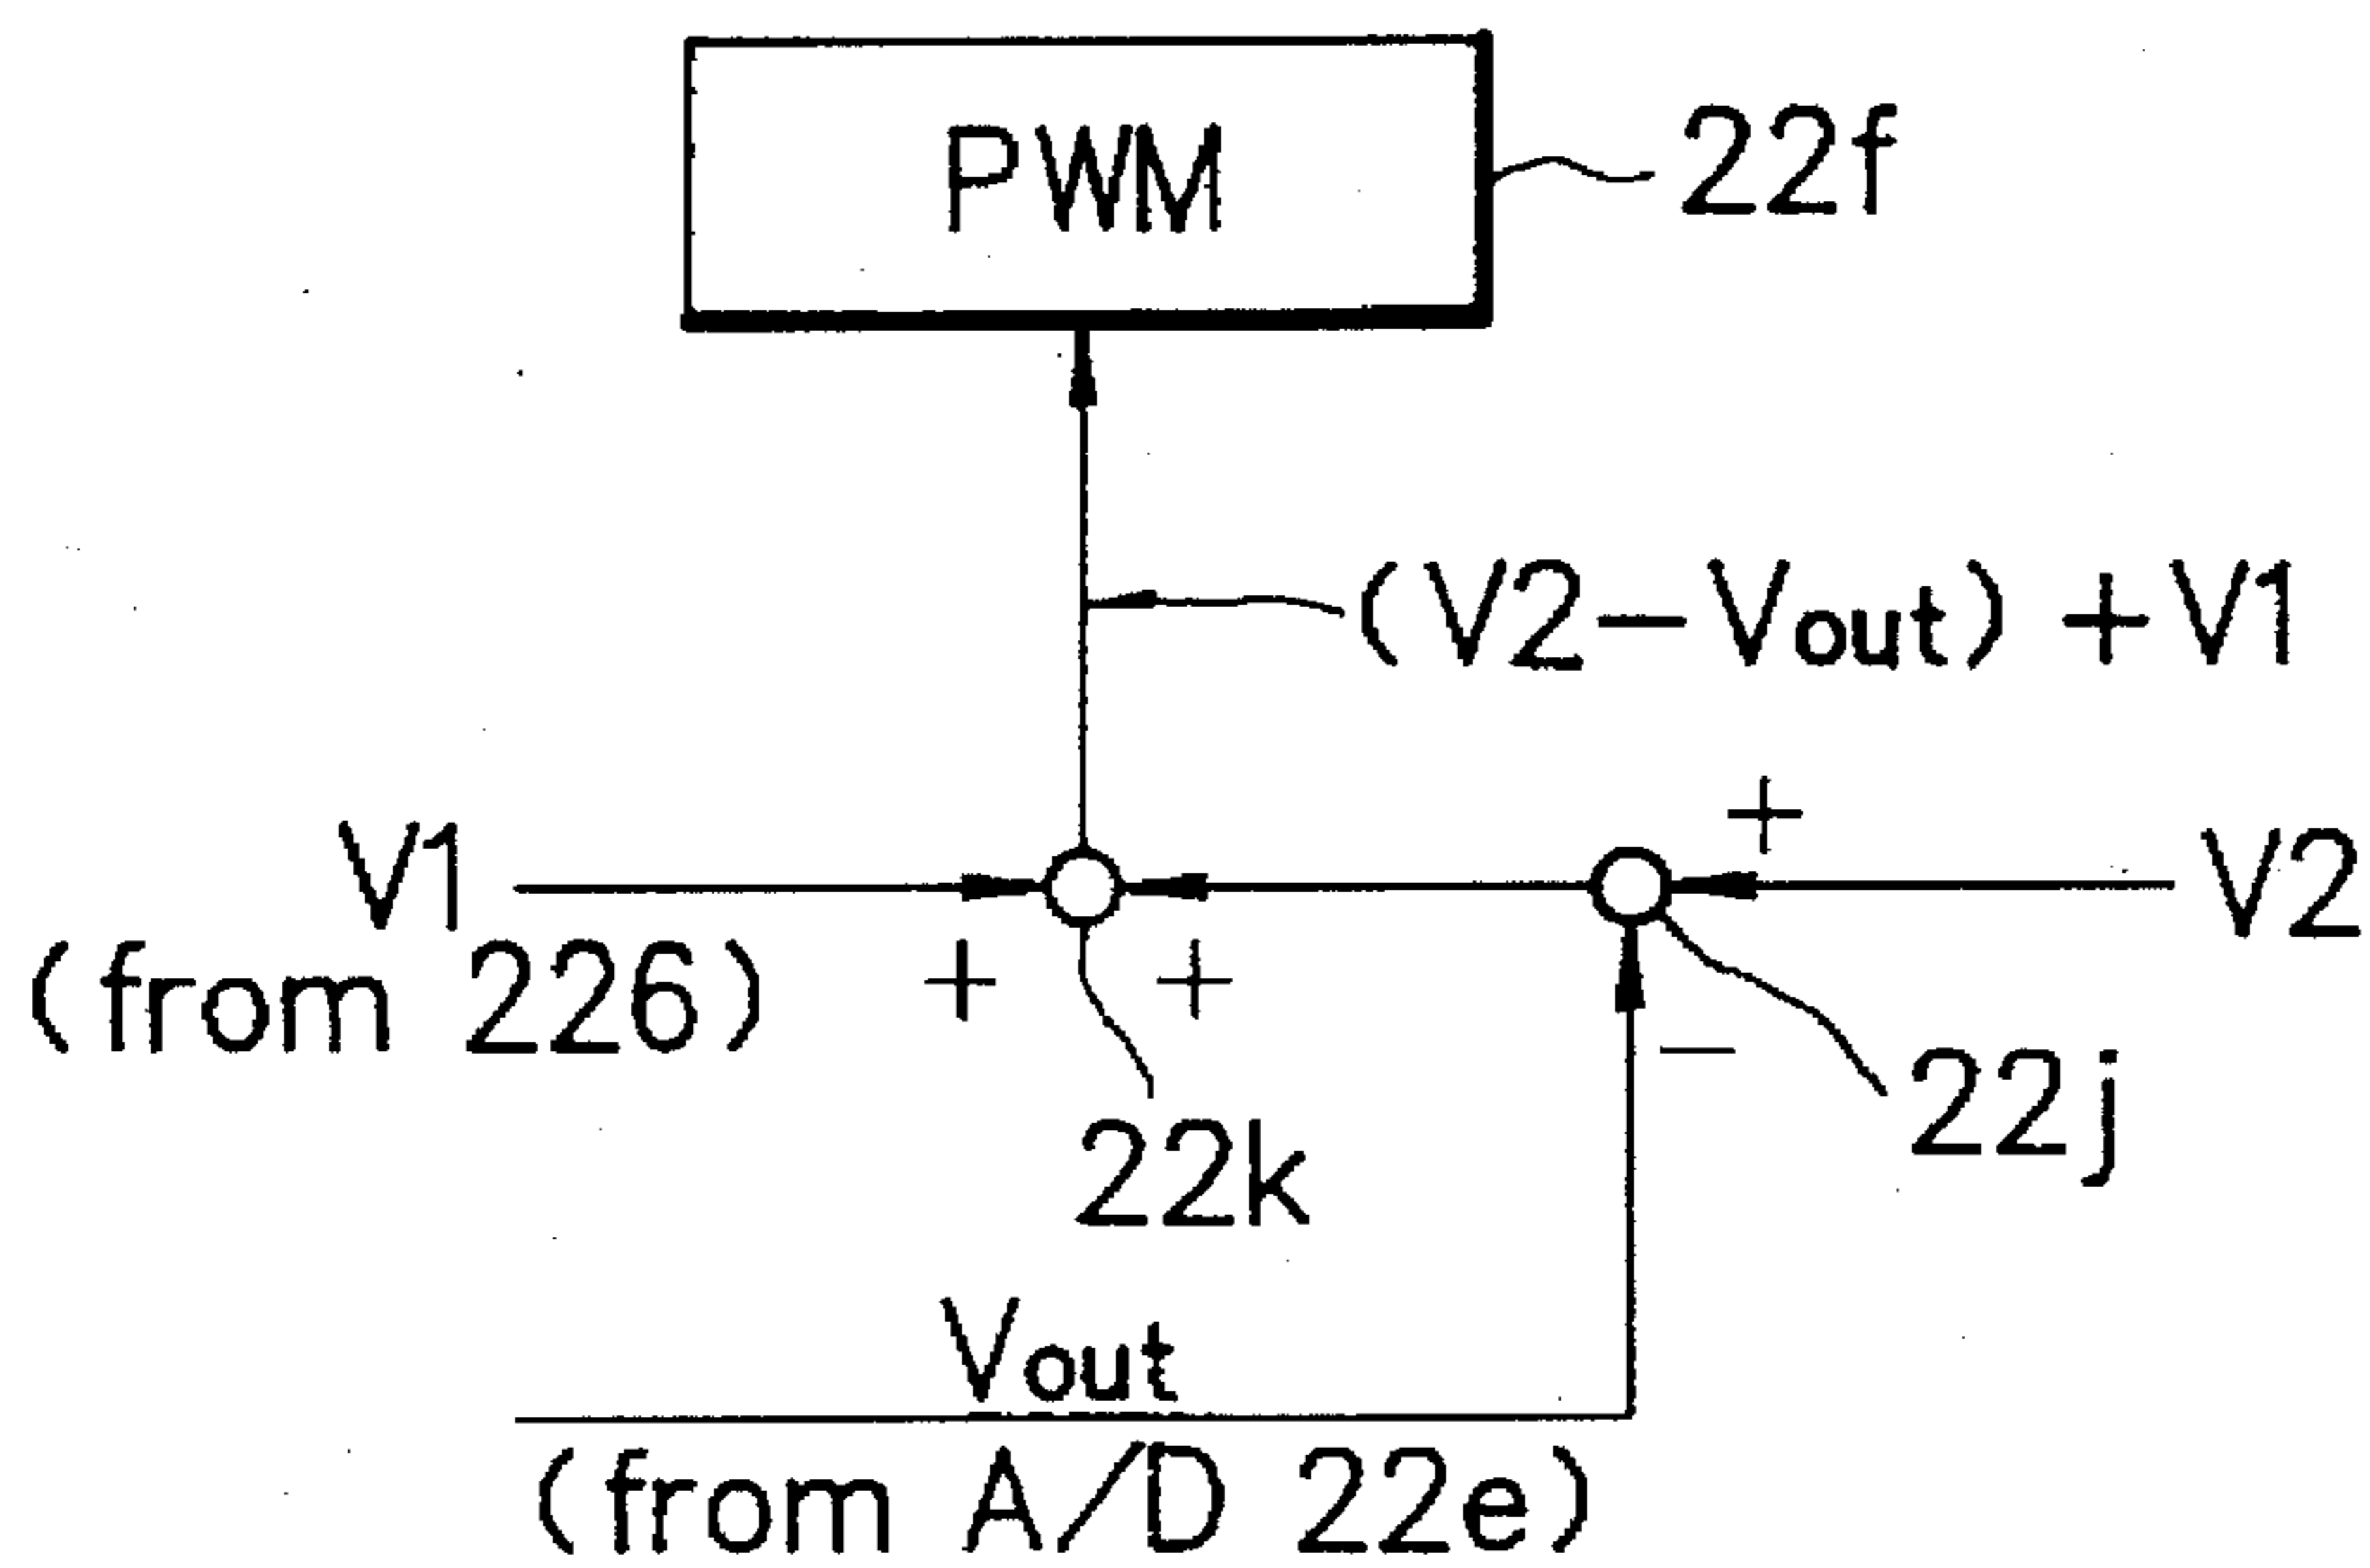 PWM
22f
(V2-Vout)+V1
+
V1
V2
(from 226)
+ +
-
22j
22k
Vout
(from A/D 22e)